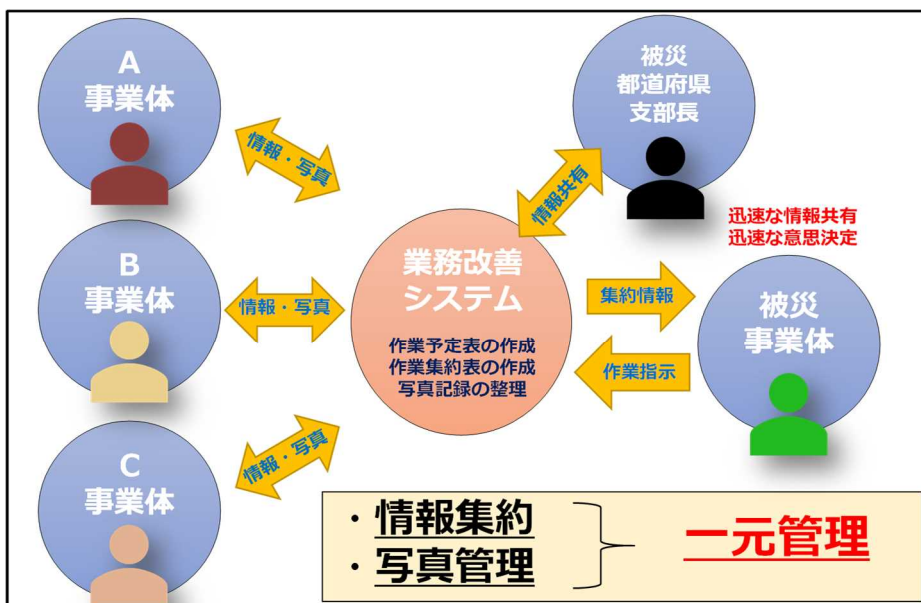 A
事業体
情報・写真
B
事業体
情報・写真
C
事業体
情報・写真
業務改善
システム
作業予定表の作成
作業集約表の作成
写真記録の整理
被災
都道府県
支部長
情報共有
迅速な情報共有
迅速な意思決定
集約情報
作業指示
被災
事業体
・情報集約
・写真管理
一元管理